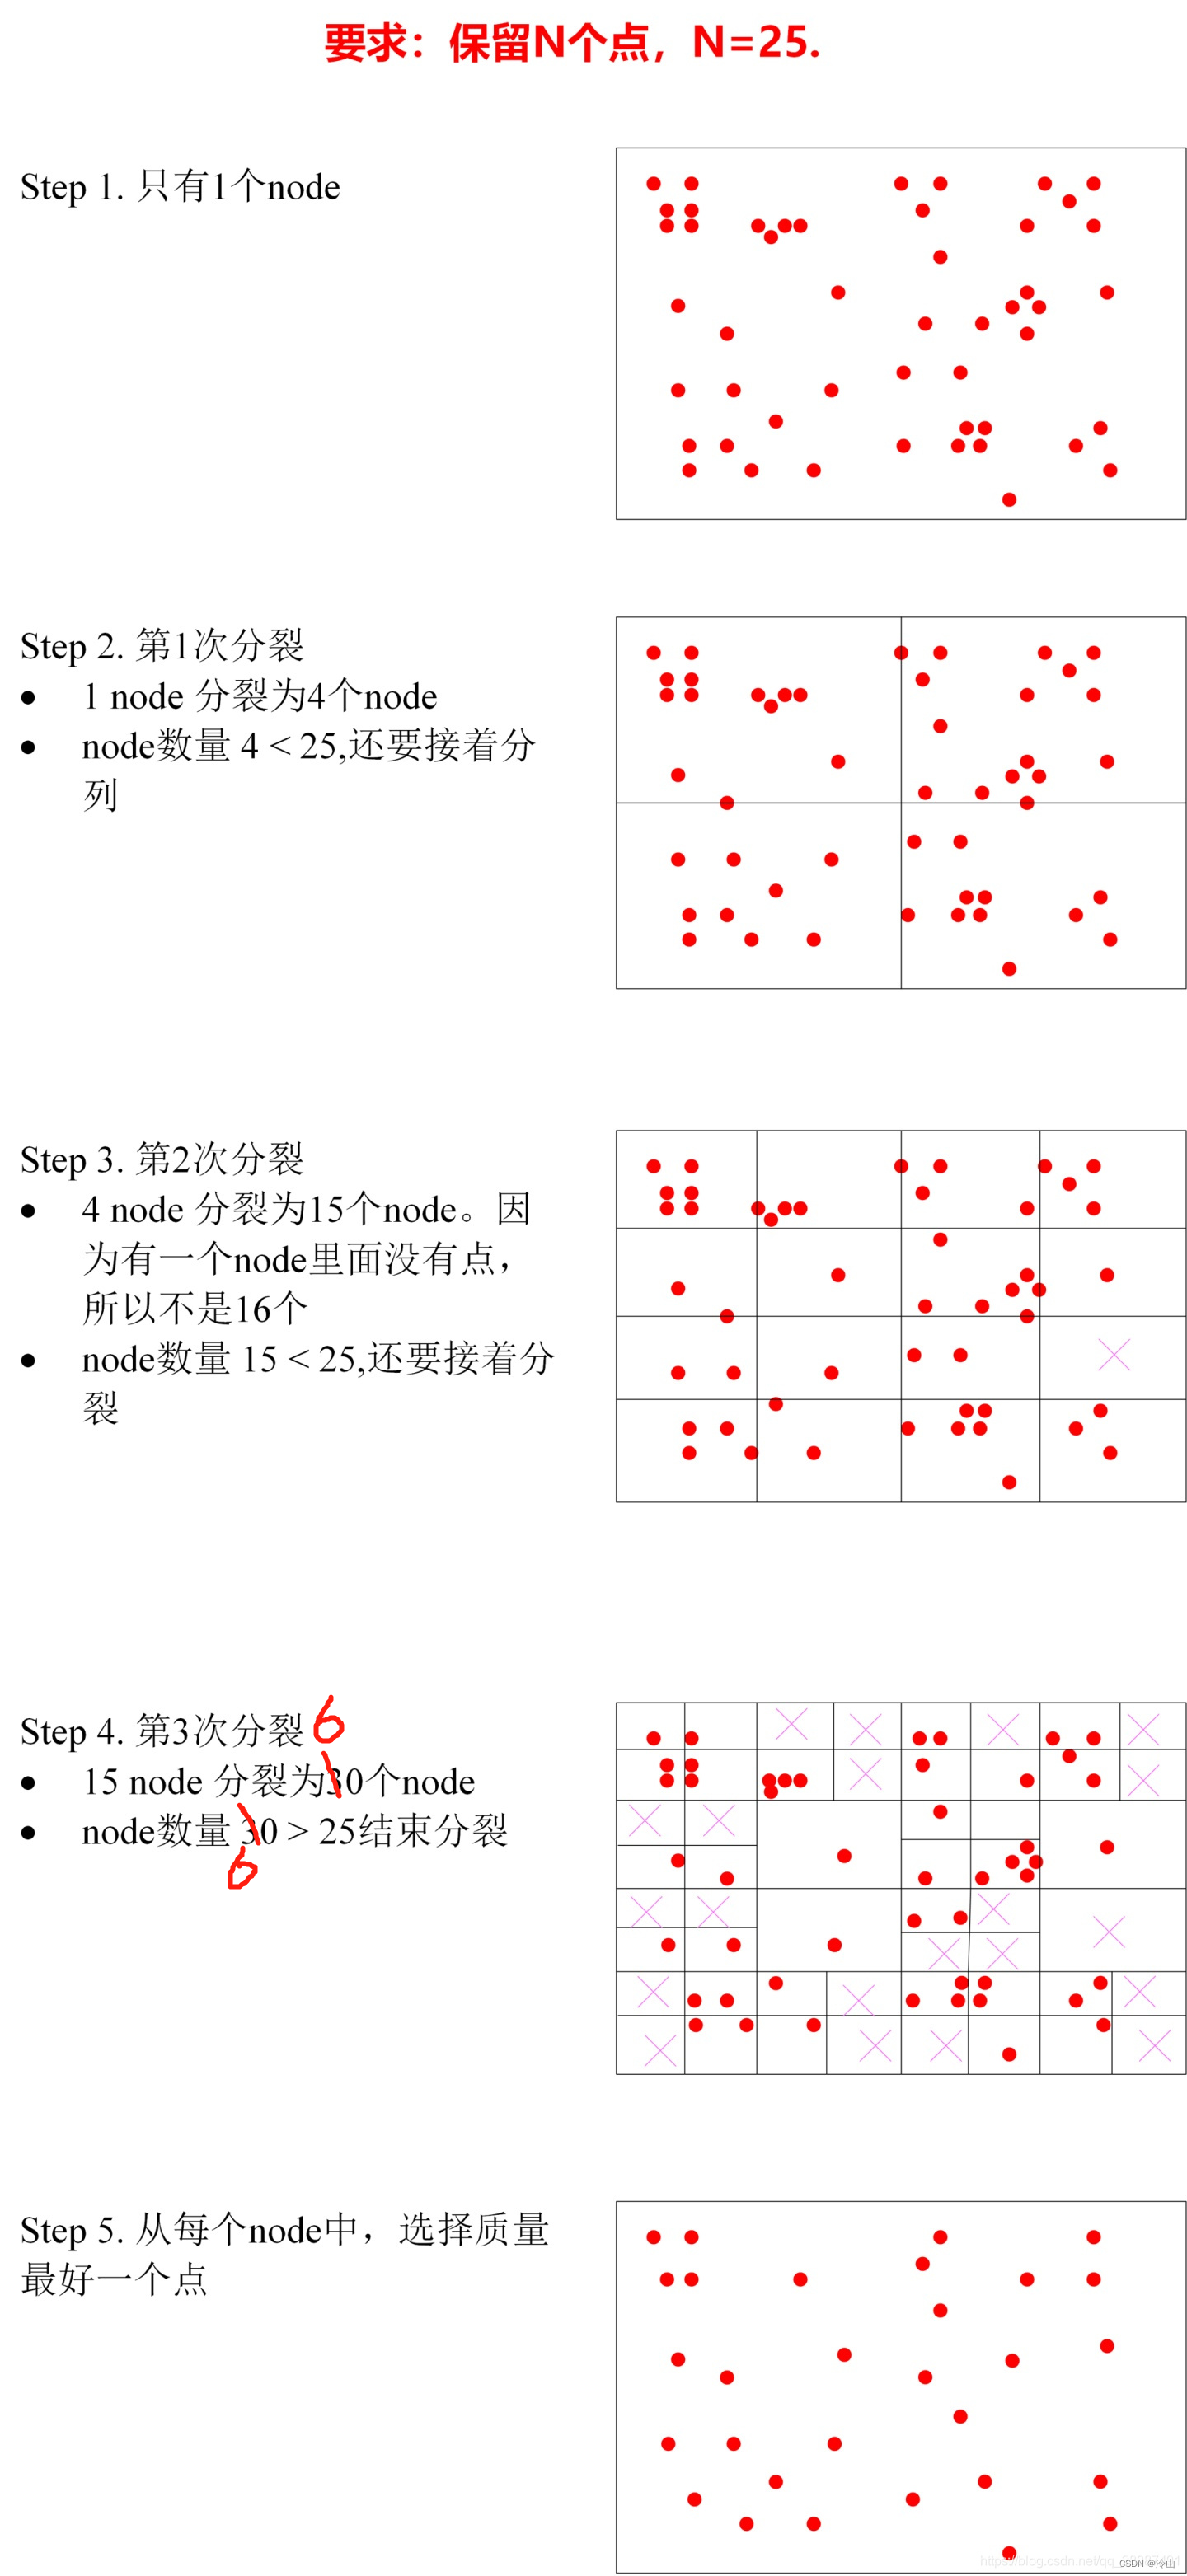 要求：保留N个点，N=25.
Step 1. 只有1个node
Step 2. 第1次分裂
● 1 node 分裂为4个node
● node数量 4 < 25,还要接着分
列
Step 3. 第2次分裂
● 4 node 分裂为15个node。因
为有一个node里面没有点，
所以不是16个
● node数量 15 < 25,还要接着分
裂
Step 4. 第3次分裂 6
● 15 node 分裂为30个node
● node数量 30 > 25结束分裂
6
Step 5. 从每个node中，选择质量
最好一个点
CSDN @泠山